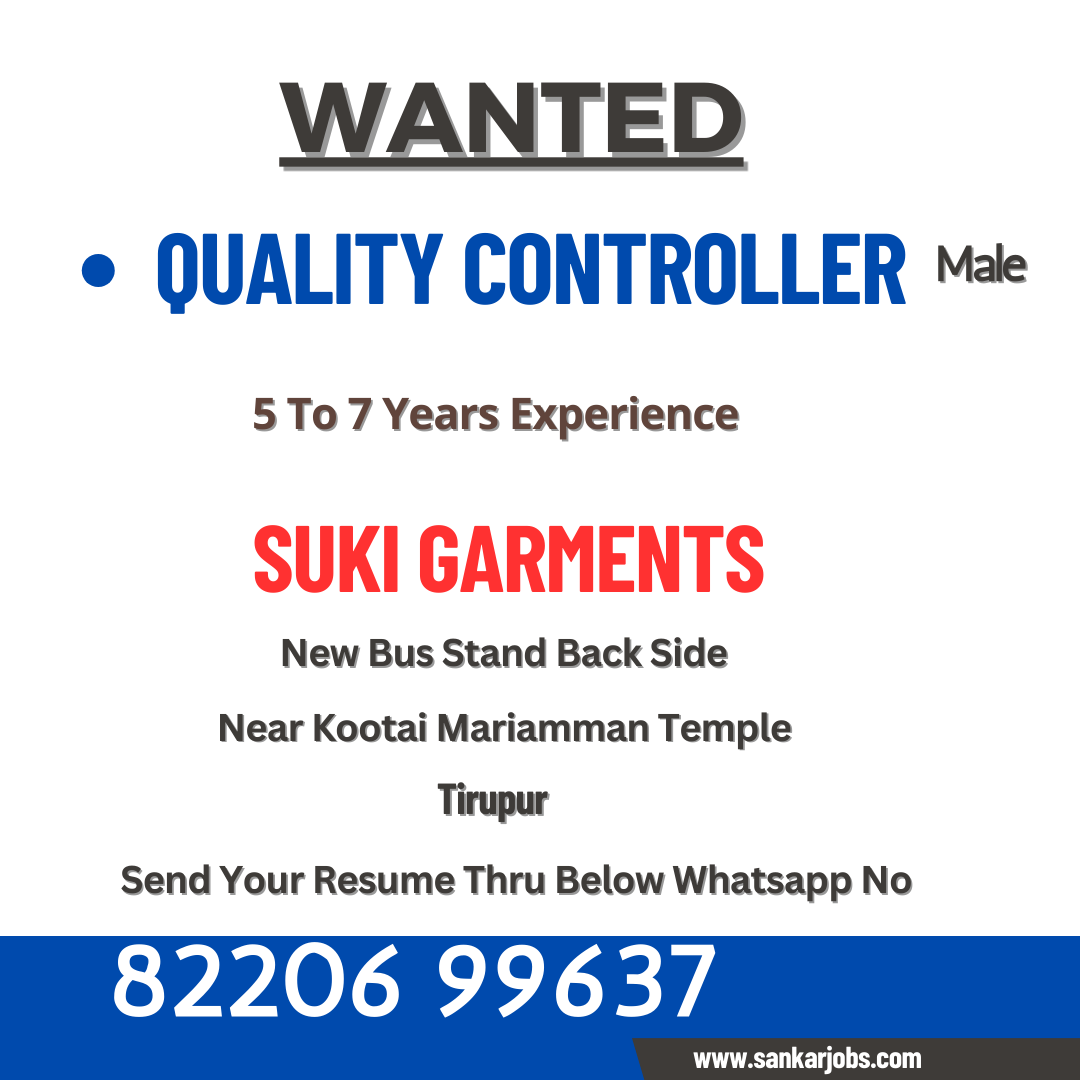 WANTED
• QUALITY CONTROLLER Male
5 To 7 Years Experience
SUKI GARMENTS
New Bus Stand Back Side
Near Kootai Mariamman Temple
Tirupur
Send Your Resume Thru Below Whatsapp No
82206 99637
www.sankarjobs.com